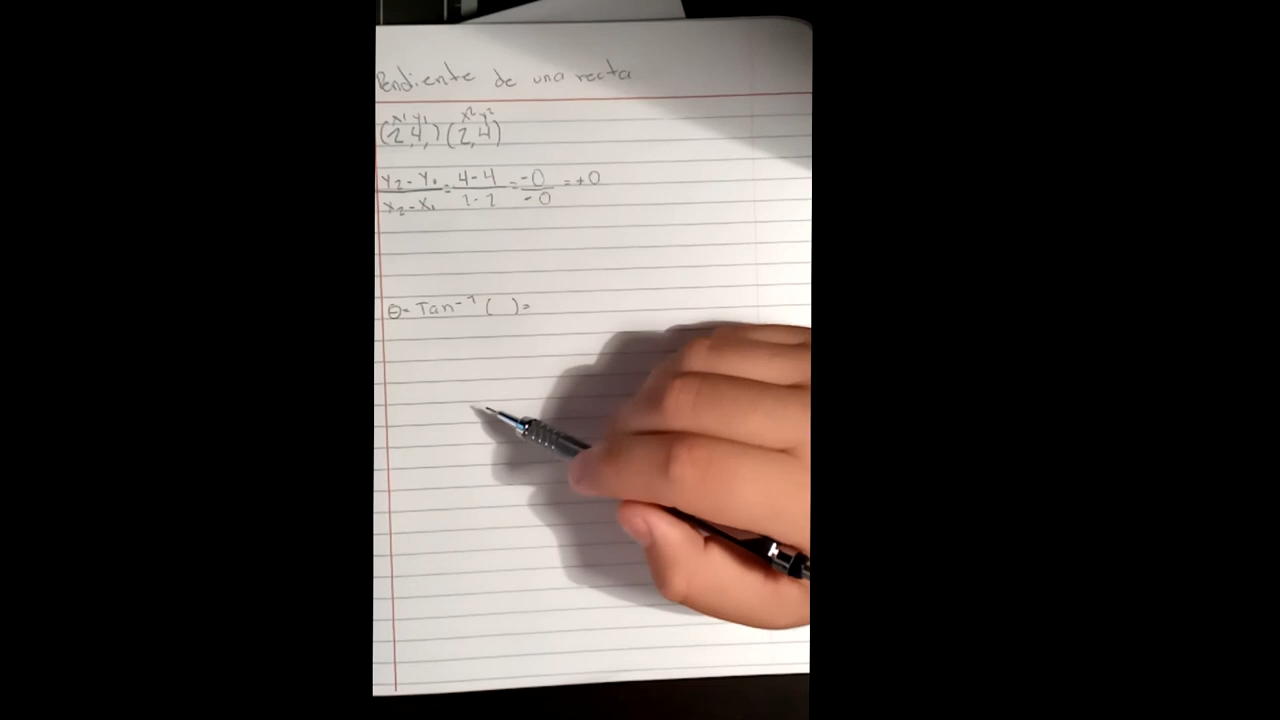 Pendiente de una recta
x1 y1 x2 y2
(2,4,) (2,4)
y2 - y1 = 4 - 4 = -0 = +0
x2 - x1 2 - 2 - 0
θ= Tan⁻¹ ( ) =